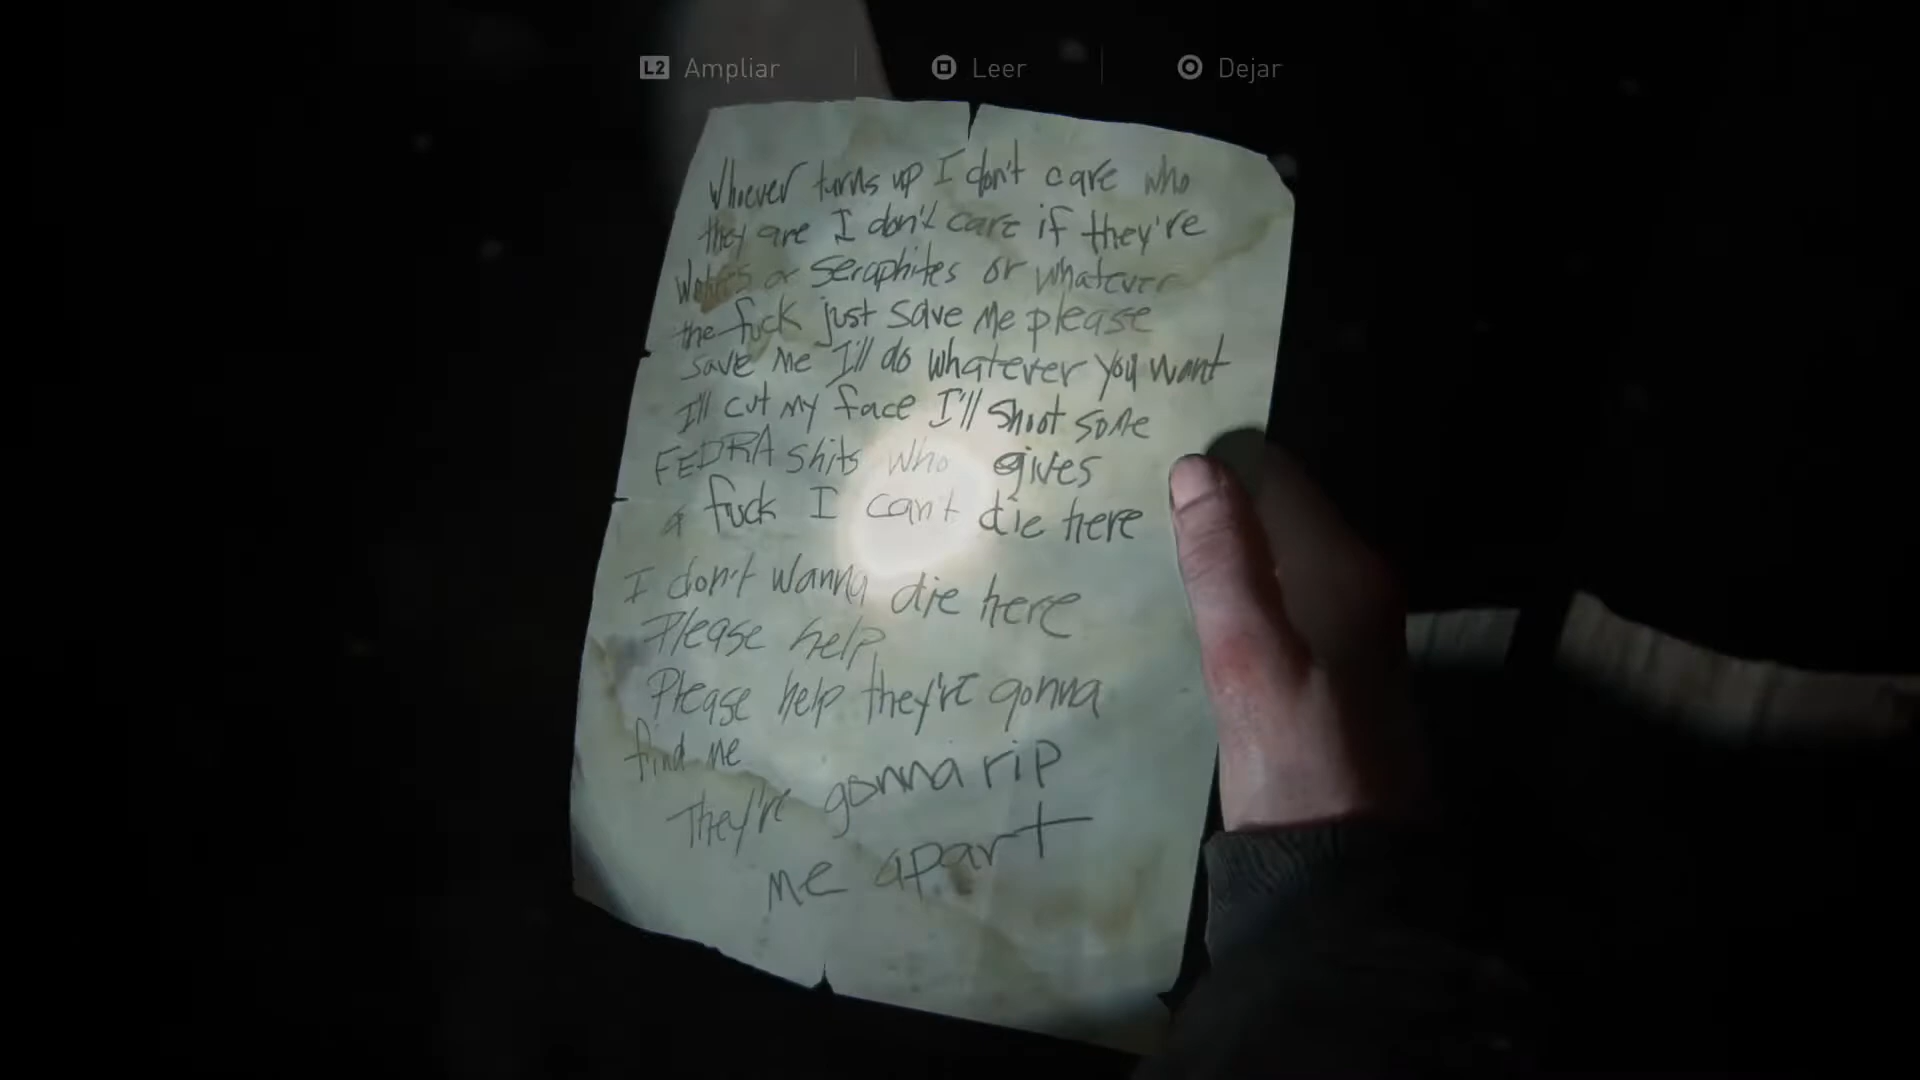 L2 Ampliar Leer Dejar
Whoever turns up I don't care who
they are I don't care if they're
Wolves or Seraphites or whatever
the fuck just save me please
save me I'll do whatever you want
I'll cut my face I'll shoot some
FEDRA shits who gives
a fuck I can't die here
I don't wanna die here
Please help
Please help they're gonna
find me
They're gonna rip
me apart